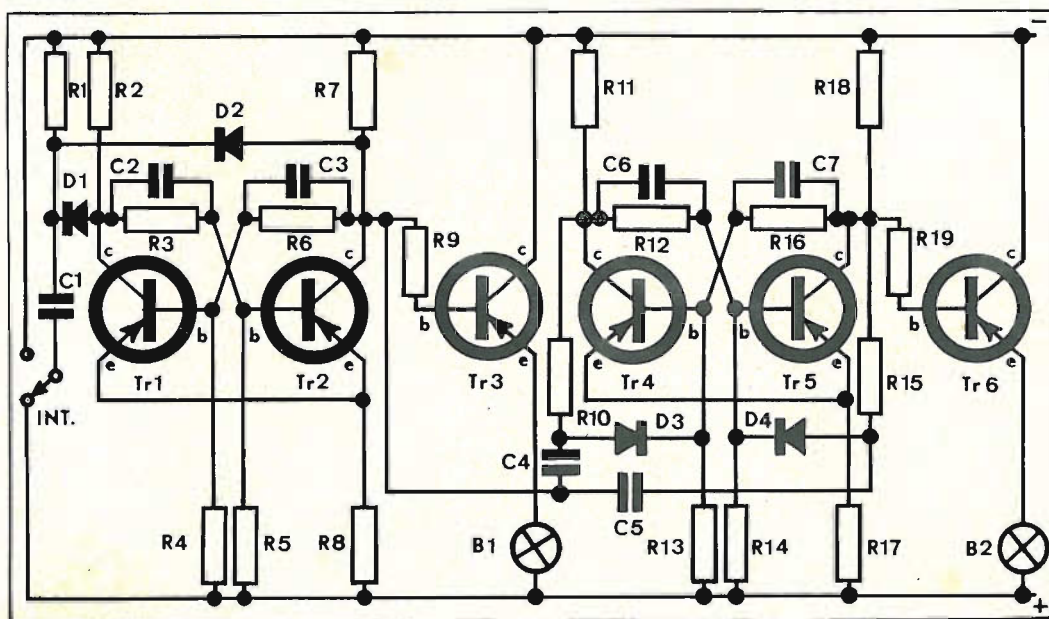 -
R1 R2 R7 R11 R18
D2
C2 C3 C6 C7
D1
R3 R6 R9 R12 R16 R19
c c c c c c
C1
b b b b b b
e e e e e e
Tr1 Tr2 Tr3 Tr4 Tr5 Tr6
R15
INT.
R10 D3 D4
C4
C5
R4 R5 R8 B1 R13 R14 R17 B2
+